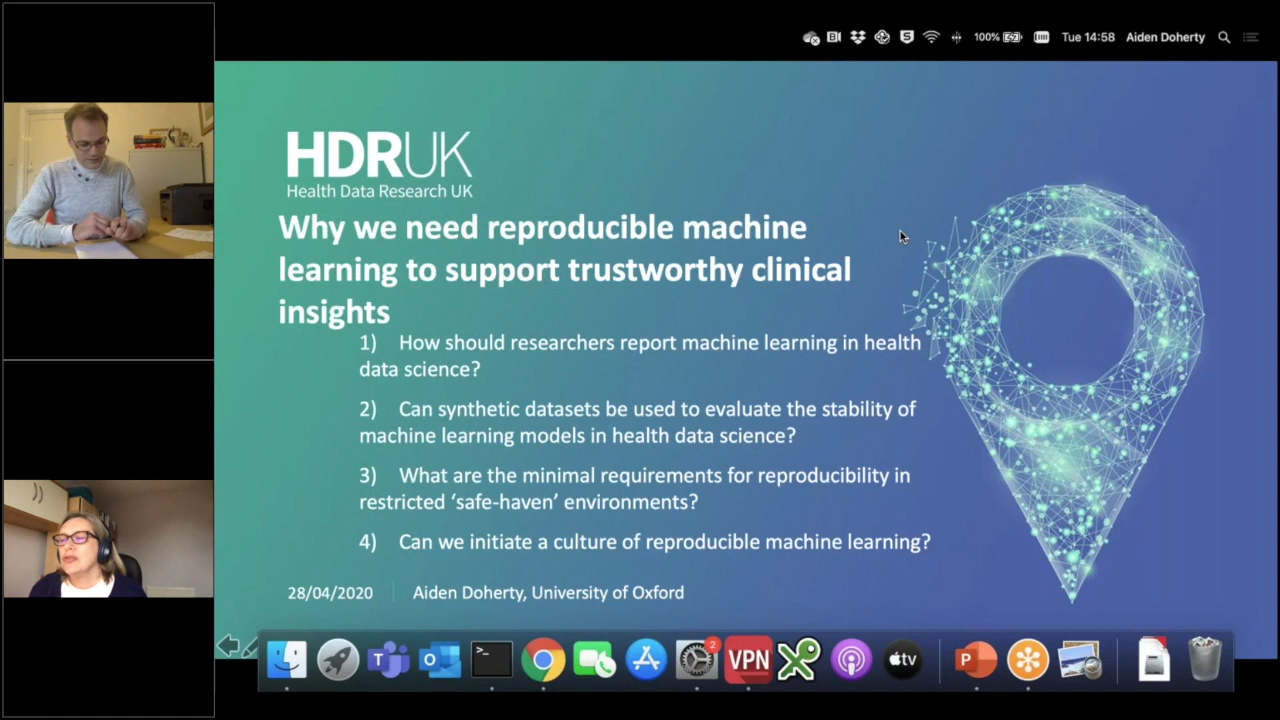 100%
Tue 14:58
Aiden Doherty
HDRUK
Health Data Research UK
Why we need reproducible machine
learning to support trustworthy clinical
insights
1) How should researchers report machine learning in health
data science?
2) Can synthetic datasets be used to evaluate the stability of
machine learning models in health data science?
3) What are the minimal requirements for reproducibility in
restricted ‘safe-haven’ environments?
4) Can we initiate a culture of reproducible machine learning?
28/04/2020
Aiden Doherty, University of Oxford
2
VPN
tv
P